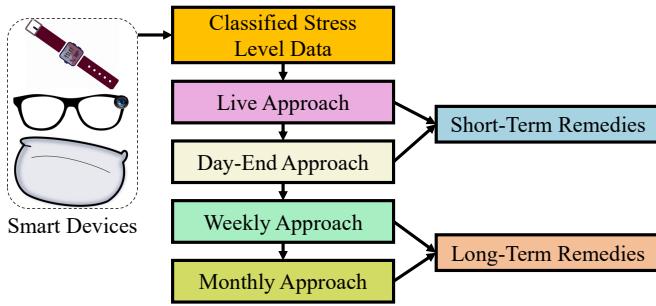 Classified Stress
Level Data
Live Approach
Short-Term Remedies
Day-End Approach
Smart Devices
Weekly Approach
Long-Term Remedies
Monthly Approach